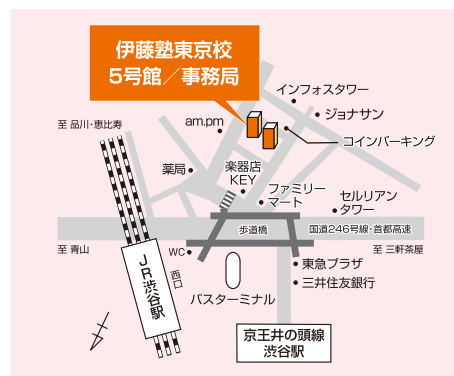 伊藤塾東京校
5号館／事務局
インフォスタワー
ジョナサン
コインパーキング
至 品川・恵比寿
am.pm
薬局
楽器店
KEY
ファミリー
マート
セルリアン
タワー
歩道橋
国道246号線・首都高速
至 青山
至 三軒茶屋
WC
西口
JR渋谷駅
バスターミナル
東急プラザ
三井住友銀行
京王井の頭線
渋谷駅